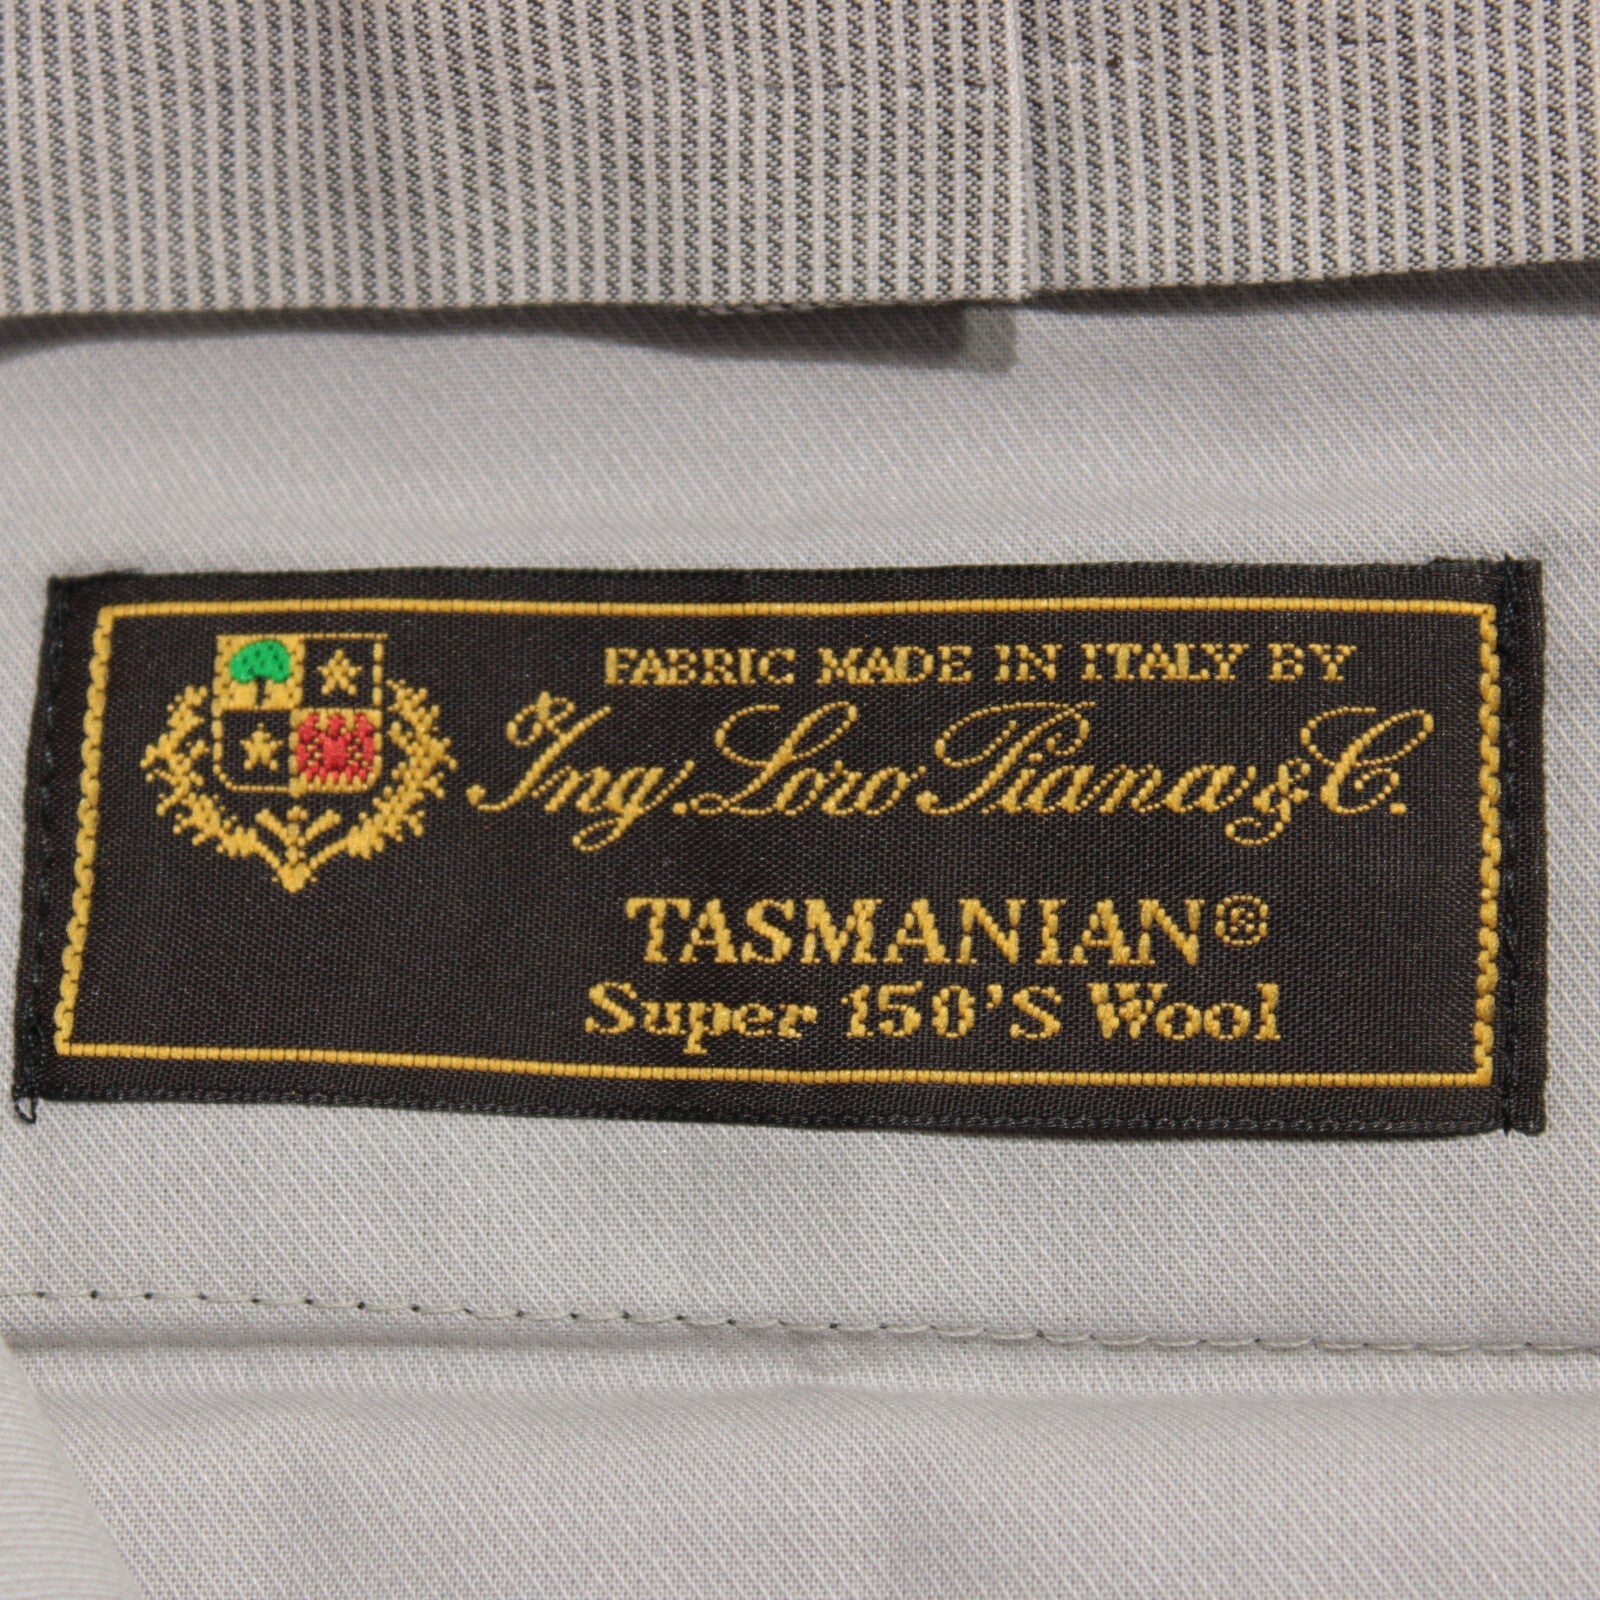 FABRIC MADE IN ITALY BY
Ing. Loro Piana & C.
TASMANIAN®
Super 150'S Wool